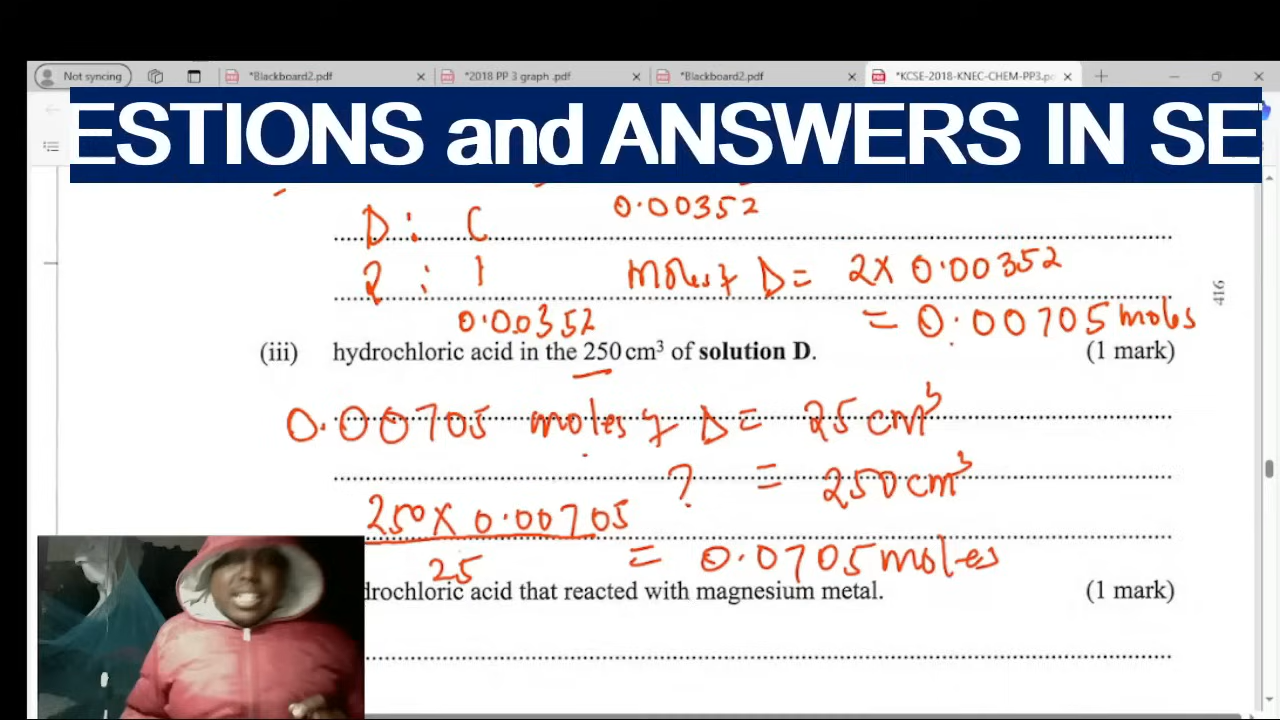 Not syncing
*Blackboard2.pdf
*2018 PP 3 graph .pdf
*Blackboard2.pdf
*KCSE-2018-KNEC-CHEM-PP3.p
ESTIONS and ANSWERS IN SE
0.00352
D : C
2 : 1
moles of D = 2 x 0.00352
0.00352
= 0.00705 moles
416
(iii) hydrochloric acid in the 250 cm³ of solution D. (1 mark)
0.00705 moles of D = 25 cm³
? = 250 cm³
250 x 0.00705
25
= 0.0705 moles
drochloric acid that reacted with magnesium metal. (1 mark)